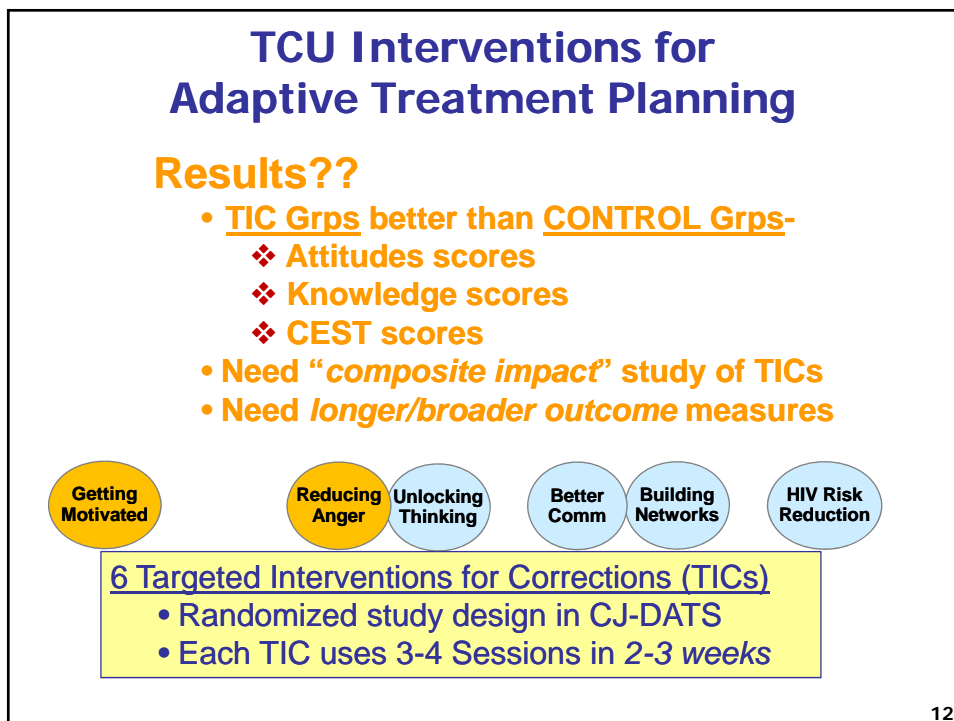 TCU Interventions for
Adaptive Treatment Planning
Results??
• TIC Grps better than CONTROL Grps-
❖ Attitudes scores
❖ Knowledge scores
❖ CEST scores
• Need “composite impact” study of TICs
• Need longer/broader outcome measures
Getting
Motivated
Reducing
Anger
Unlocking
Thinking
Better
Comm
Building
Networks
HIV Risk
Reduction
6 Targeted Interventions for Corrections (TICs)
• Randomized study design in CJ-DATS
• Each TIC uses 3-4 Sessions in 2-3 weeks
12